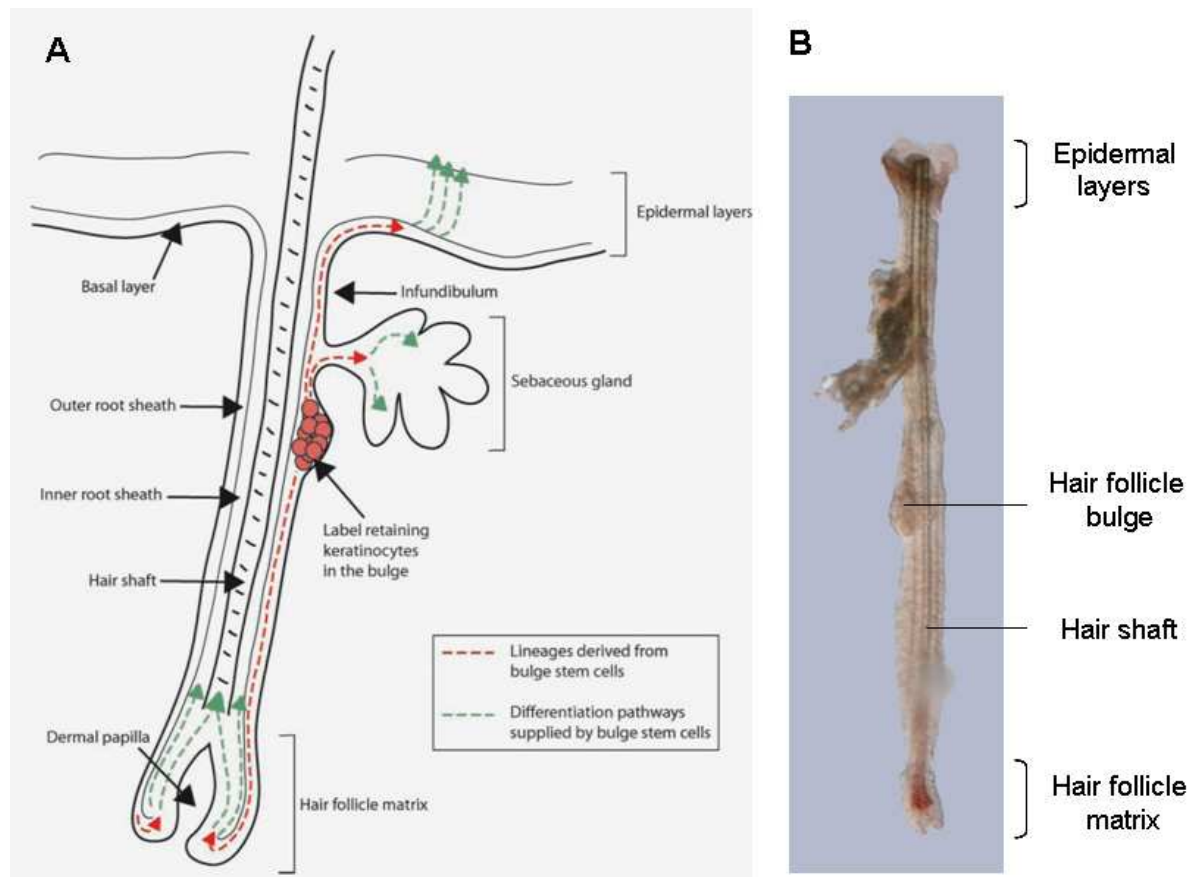 A
Epidermal layers
Basal layer
Infundibulum
Sebaceous gland
Outer root sheath
Inner root sheath
Label retaining
keratinocytes
in the bulge
Hair shaft
Lineages derived from
bulge stem cells
Differentiation pathways
supplied by bulge stem cells
Dermal papilla
Hair follicle matrix
B
Epidermal
layers
Hair follicle
bulge
Hair shaft
Hair follicle
matrix